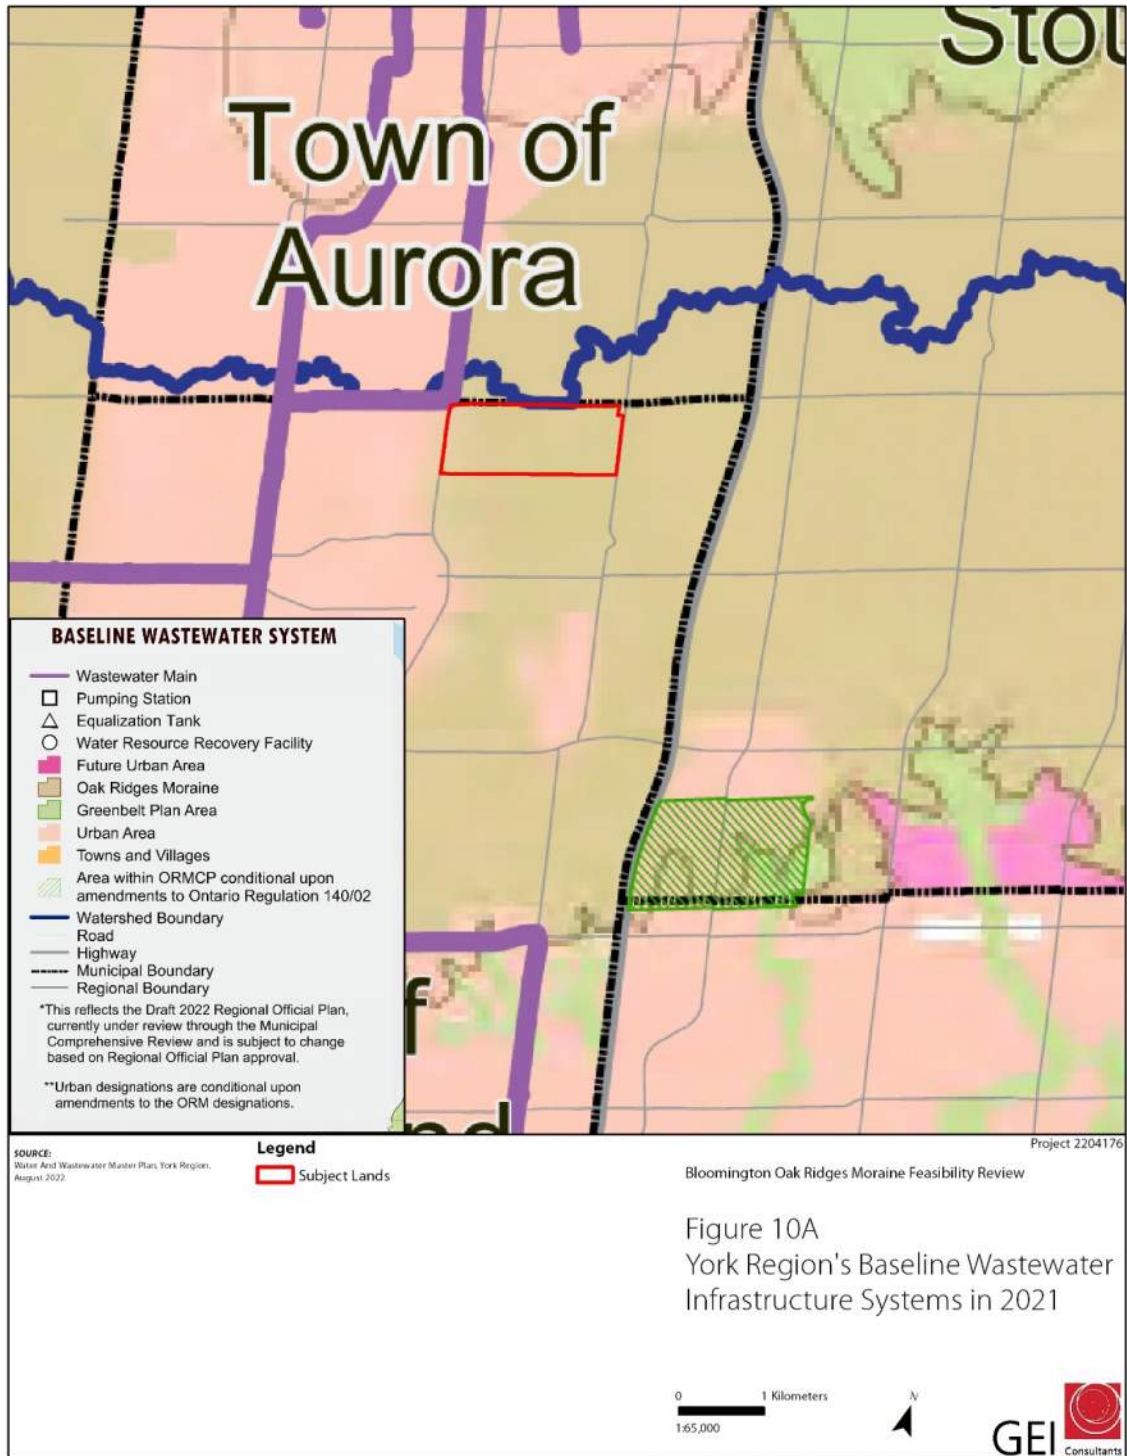 Stou
Town of
Aurora
BASELINE WASTEWATER SYSTEM
Wastewater Main
Pumping Station
Equalization Tank
Water Resource Recovery Facility
Future Urban Area
Oak Ridges Moraine
Greenbelt Plan Area
Urban Area
Towns and Villages
Area within ORMCP conditional upon
amendments to Ontario Regulation 140/02
Watershed Boundary
Road
Highway
Municipal Boundary
Regional Boundary
*This reflects the Draft 2022 Regional Official Plan,
currently under review through the Municipal
Comprehensive Review and is subject to change
based on Regional Official Plan approval.
**Urban designations are conditional upon
amendments to the ORM designations.
f
nd
SOURCE:
Water And Wastewater Master Plan, York Region,
August 2022
Legend
Subject Lands
Project 2204176
Bloomington Oak Ridges Moraine Feasibility Review
Figure 10A
York Region's Baseline Wastewater
Infrastructure Systems in 2021
0 1 Kilometers
1:65,000
N
GEI
Consultants